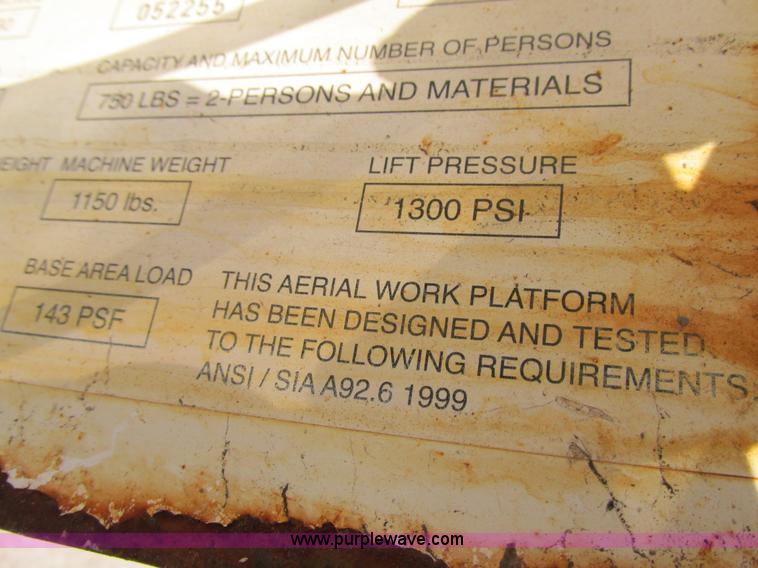 052255
CAPACITY AND MAXIMUM NUMBER OF PERSONS
750 LBS = 2-PERSONS AND MATERIALS
MACHINE WEIGHT
1150 lbs.
LIFT PRESSURE
1300 PSI
BASE AREA LOAD
143 PSF
THIS AERIAL WORK PLATFORM
HAS BEEN DESIGNED AND TESTED
TO THE FOLLOWING REQUIREMENTS:
ANSI / SIA A92.6 1999
www.purplewave.com